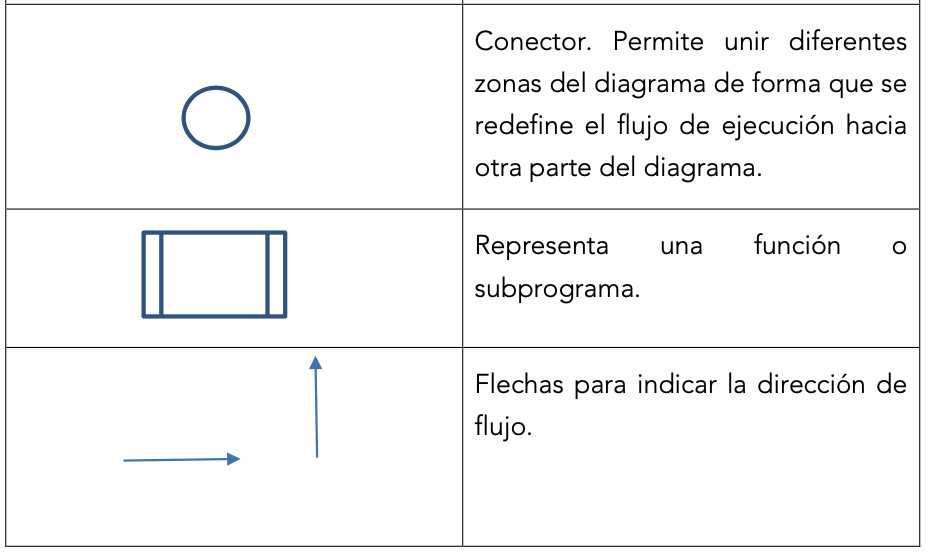 Conector. Permite unir diferentes
zonas del diagrama de forma que se
redefine el flujo de ejecución hacia
otra parte del diagrama.
Representa una función o
subprograma.
Flechas para indicar la dirección de
flujo.